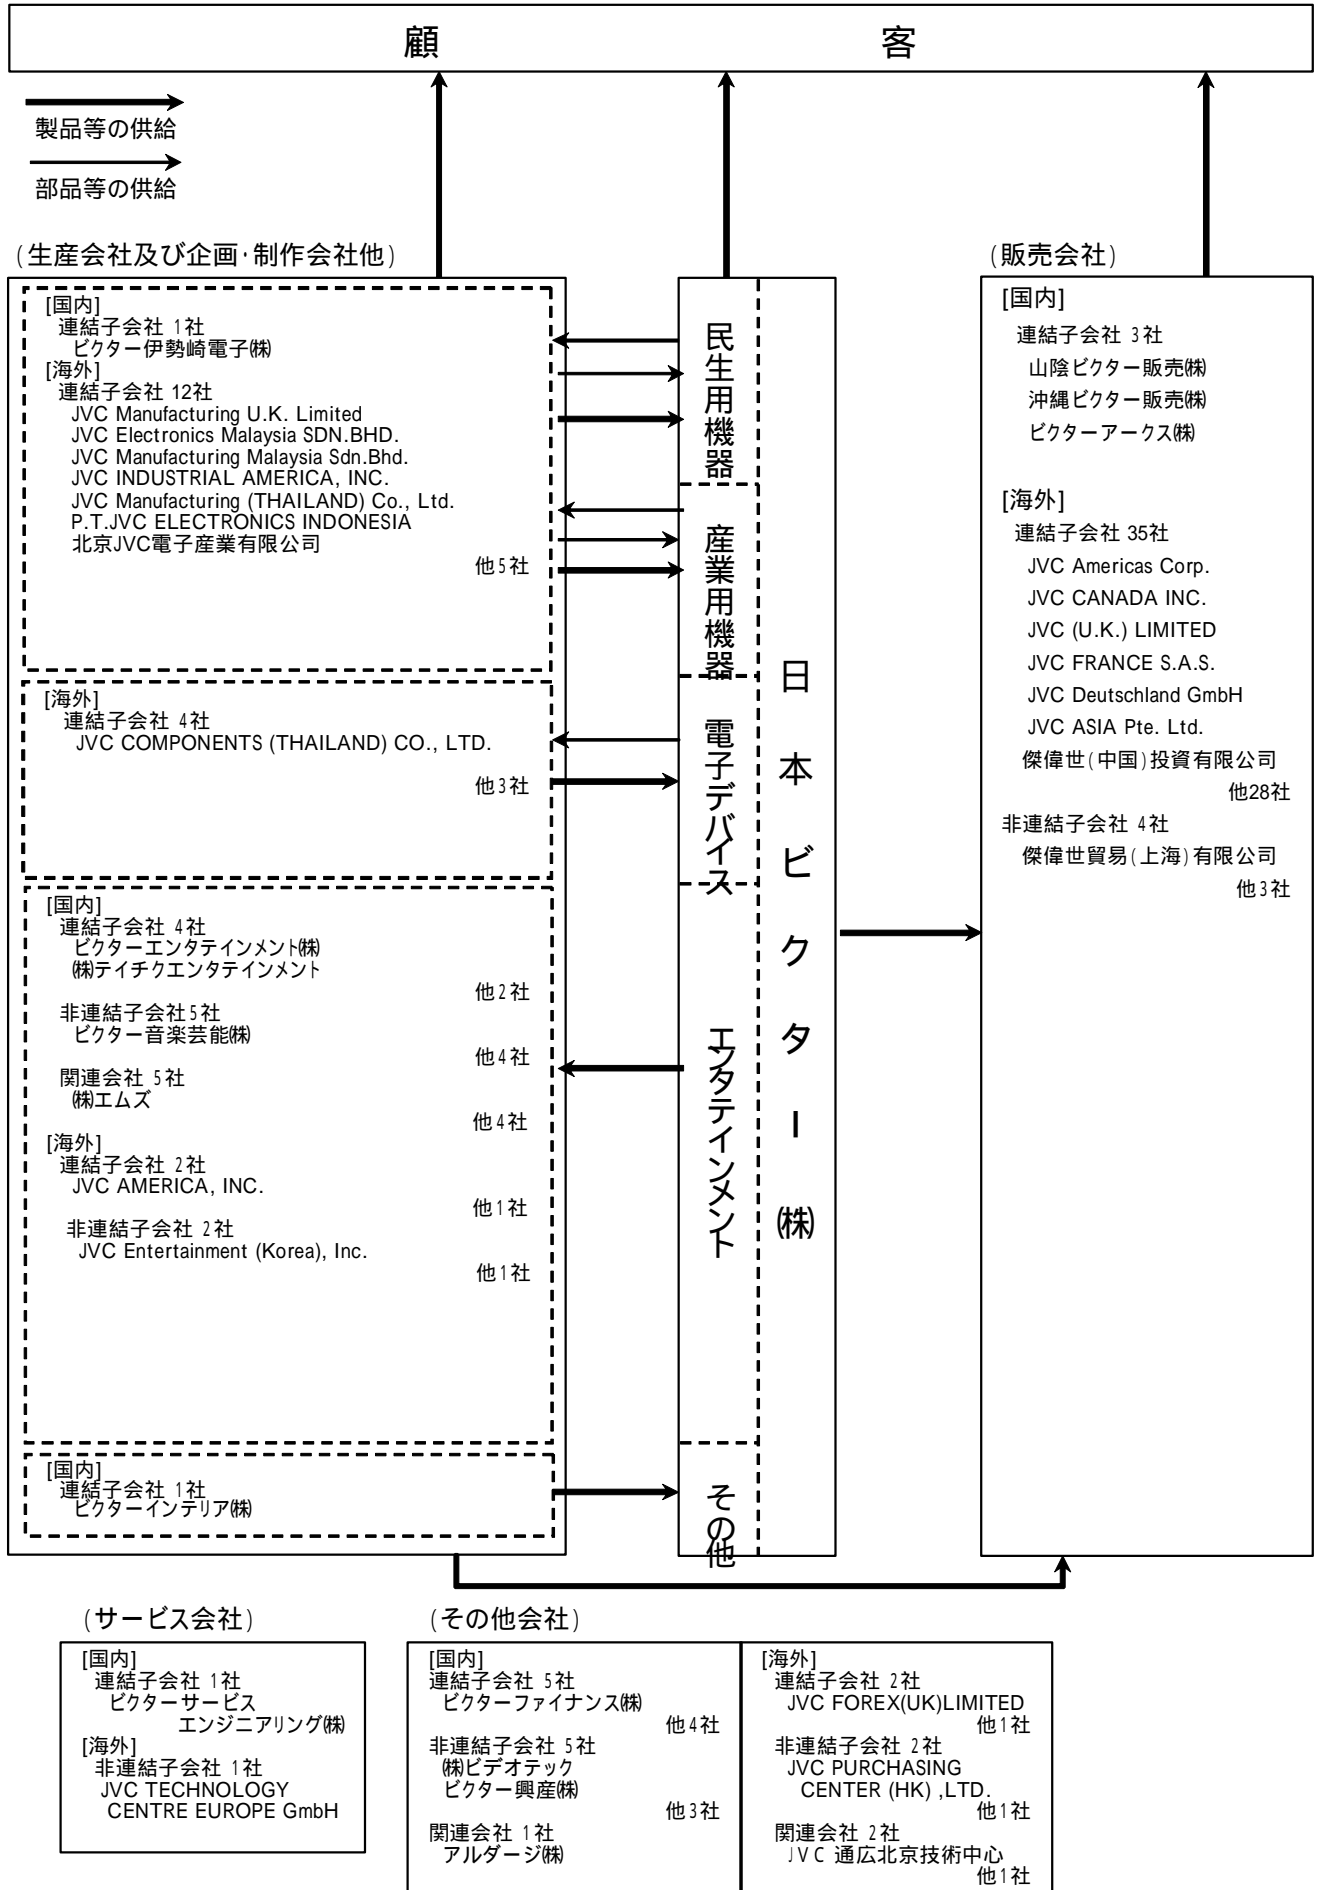 顧客
製品等の供給
部品等の供給
(生産会社及び企画・制作会社他)
[国内]
連結子会社 1社
ビクター伊勢崎電子㈱
[海外]
連結子会社 12社
JVC Manufacturing U.K. Limited
JVC Electronics Malaysia SDN.BHD.
JVC Manufacturing Malaysia Sdn.Bhd.
JVC INDUSTRIAL AMERICA, INC.
JVC Manufacturing (THAILAND) Co., Ltd.
P.T.JVC ELECTRONICS INDONESIA
北京JVC電子産業有限公司
他5社
[海外]
連結子会社 4社
JVC COMPONENTS (THAILAND) CO., LTD.
他3社
[国内]
連結子会社 4社
ビクターエンタテインメント㈱
㈱テイチクエンタテインメント
他2社
非連結子会社5社
ビクター音楽芸能㈱
他4社
関連会社 5社
㈱エムズ
他4社
[海外]
連結子会社 2社
JVC AMERICA, INC.
他1社
非連結子会社 2社
JVC Entertainment (Korea), Inc.
他1社
[国内]
連結子会社 1社
ビクターインテリア㈱
民生用機器
産業用機器
電子デバイス
エンタテインメント
その他
日本ビクター㈱
(販売会社)
[国内]
連結子会社 3社
山陰ビクター販売㈱
沖縄ビクター販売㈱
ビクターアークス㈱
[海外]
連結子会社 35社
JVC Americas Corp.
JVC CANADA INC.
JVC (U.K.) LIMITED
JVC FRANCE S.A.S.
JVC Deutschland GmbH
JVC ASIA Pte. Ltd.
傑偉世(中国)投資有限公司
他28社
非連結子会社 4社
傑偉世貿易(上海)有限公司
他3社
(サービス会社)
[国内]
連結子会社 1社
ビクターサービス
エンジニアリング㈱
[海外]
非連結子会社 1社
JVC TECHNOLOGY
CENTRE EUROPE GmbH
(その他会社)
[国内]
連結子会社 5社
ビクターファイナンス㈱
他4社
非連結子会社 5社
㈱ビデオテック
ビクター興産㈱
他3社
関連会社 1社
アルダージ㈱
[海外]
連結子会社 2社
JVC FOREX(UK)LIMITED
他1社
非連結子会社 2社
JVC PURCHASING
CENTER (HK) ,LTD.
他1社
関連会社 2社
JVC 通広北京技術中心
他1社